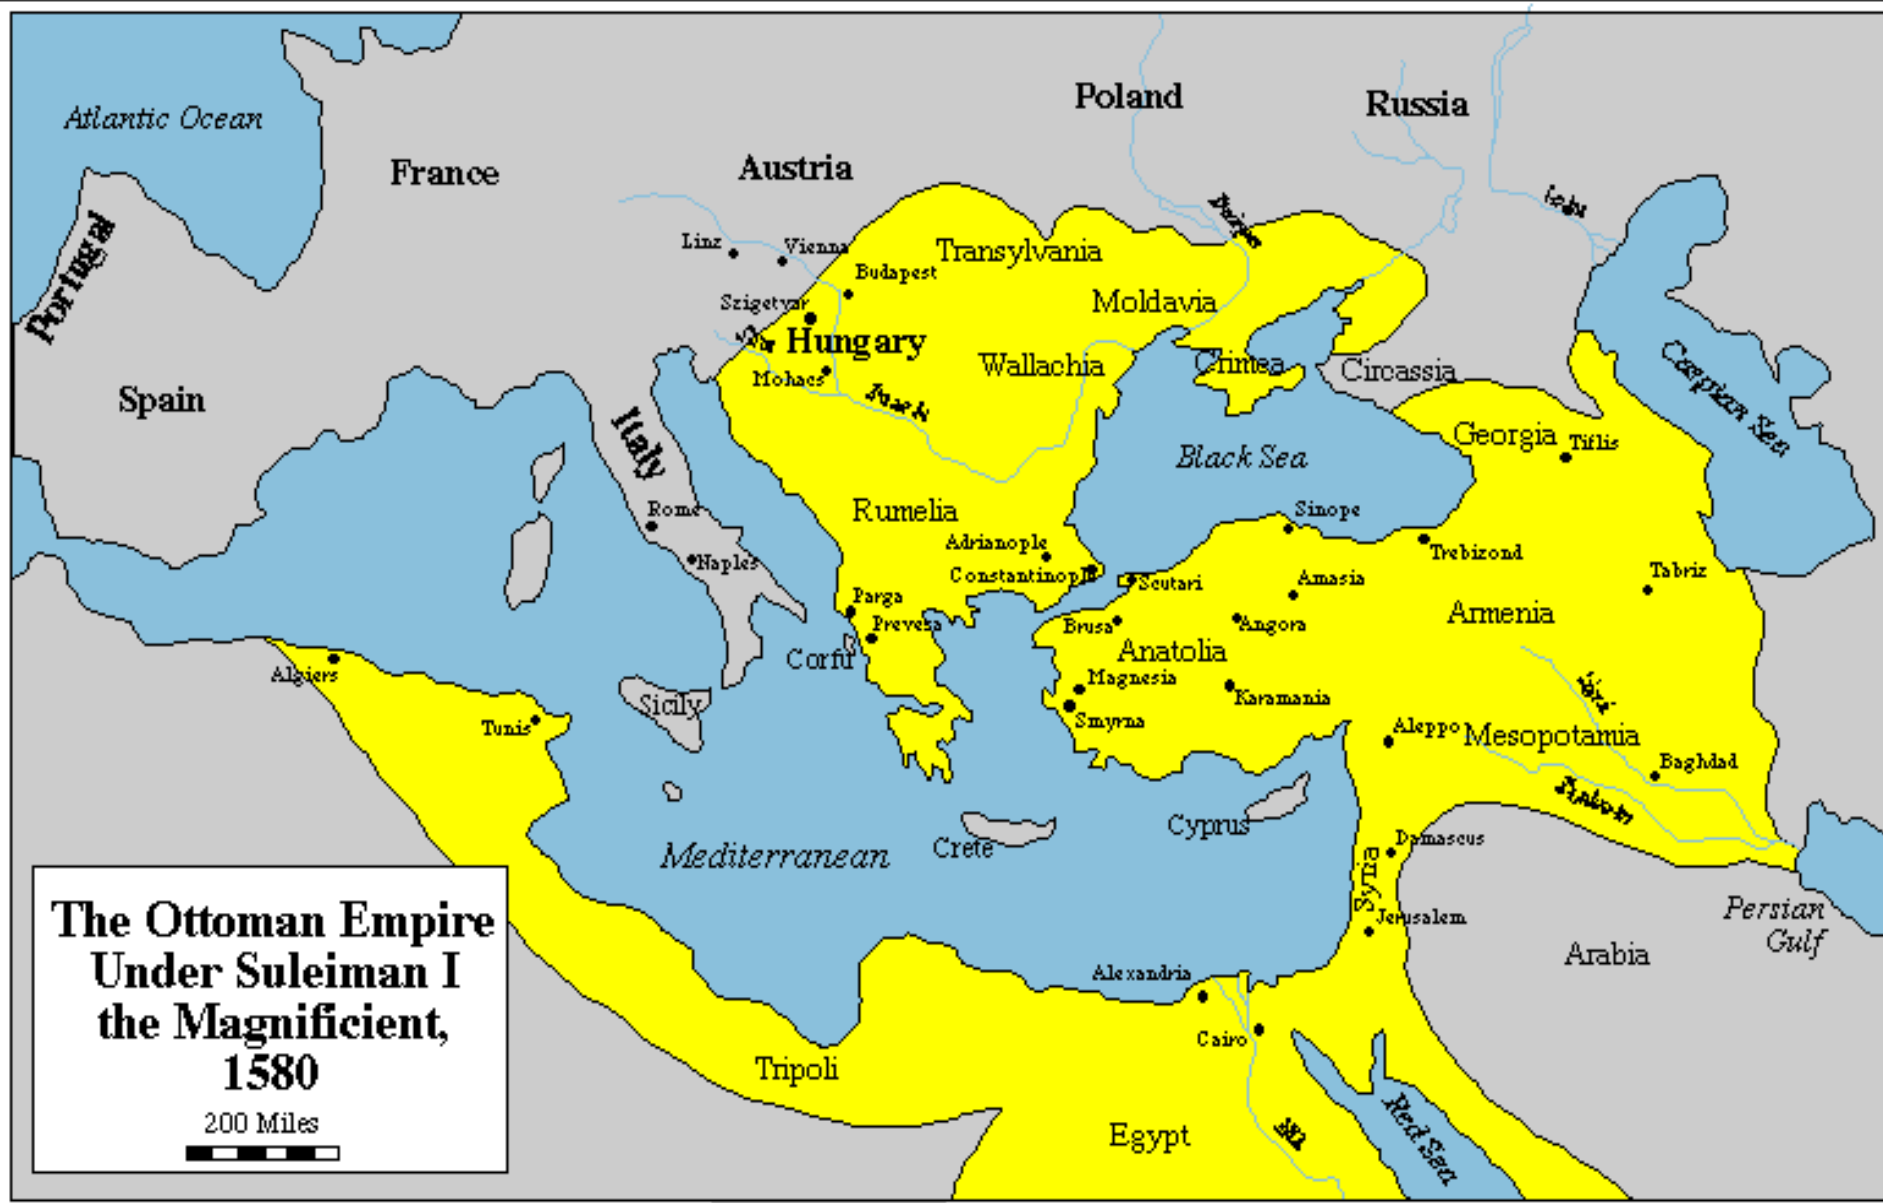 Atlantic Ocean
Portugal
Spain
France
Austria
Poland
Russia
Linz
Vienna
Budapest
Szigetvar
Hungary
Mohacs
Transylvania
Moldavia
Wallachia
Crimea
Circassia
Caspian Sea
Georgia
Tiflis
Black Sea
Italy
Rome
Naples
Rumelia
Adrianople
Constantinople
Scutari
Sinope
Trebizond
Amasia
Angora
Tabriz
Armenia
Parga
Prevesa
Corfu
Brusa
Anatolia
Magnesia
Smyrna
Karamania
Algiers
Tunis
Sicily
Aleppo
Mesopotamia
Baghdad
Mediterranean
Crete
Cyprus
Damascus
Syria
Jerusalem
Persian
Gulf
Arabia
Alexandria
Cairo
Tripoli
Egypt
Red Sea
The Ottoman Empire
Under Suleiman I
the Magnificient,
1580
200 Miles